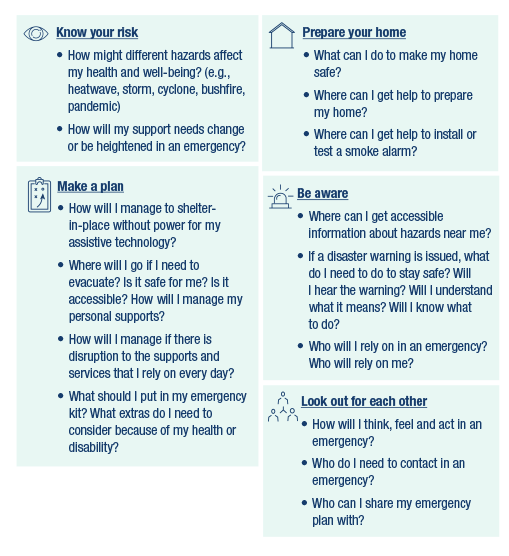 Know your risk
• How might different hazards affect
my health and well-being? (e.g.,
heatwave, storm, cyclone, bushfire,
pandemic)
• How will my support needs change
or be heightened in an emergency?
Make a plan
• How will I manage to shelter-
in-place without power for my
assistive technology?
• Where will I go if I need to
evacuate? Is it safe for me? Is it
accessible? How will I manage my
personal supports?
• How will I manage if there is
disruption to the supports and
services that I rely on every day?
• What should I put in my emergency
kit? What extras do I need to
consider because of my health or
disability?
Prepare your home
• What can I do to make my home
safe?
• Where can I get help to prepare
my home?
• Where can I get help to install or
test a smoke alarm?
Be aware
• Where can I get accessible
information about hazards near me?
• If a disaster warning is issued, what
do I need to do to stay safe? Will
I hear the warning? Will I understand
what it means? Will I know what
to do?
• Who will I rely on in an emergency?
Who will rely on me?
Look out for each other
• How will I think, feel and act in an
emergency?
• Who do I need to contact in an
emergency?
• Who can I share my emergency
plan with?